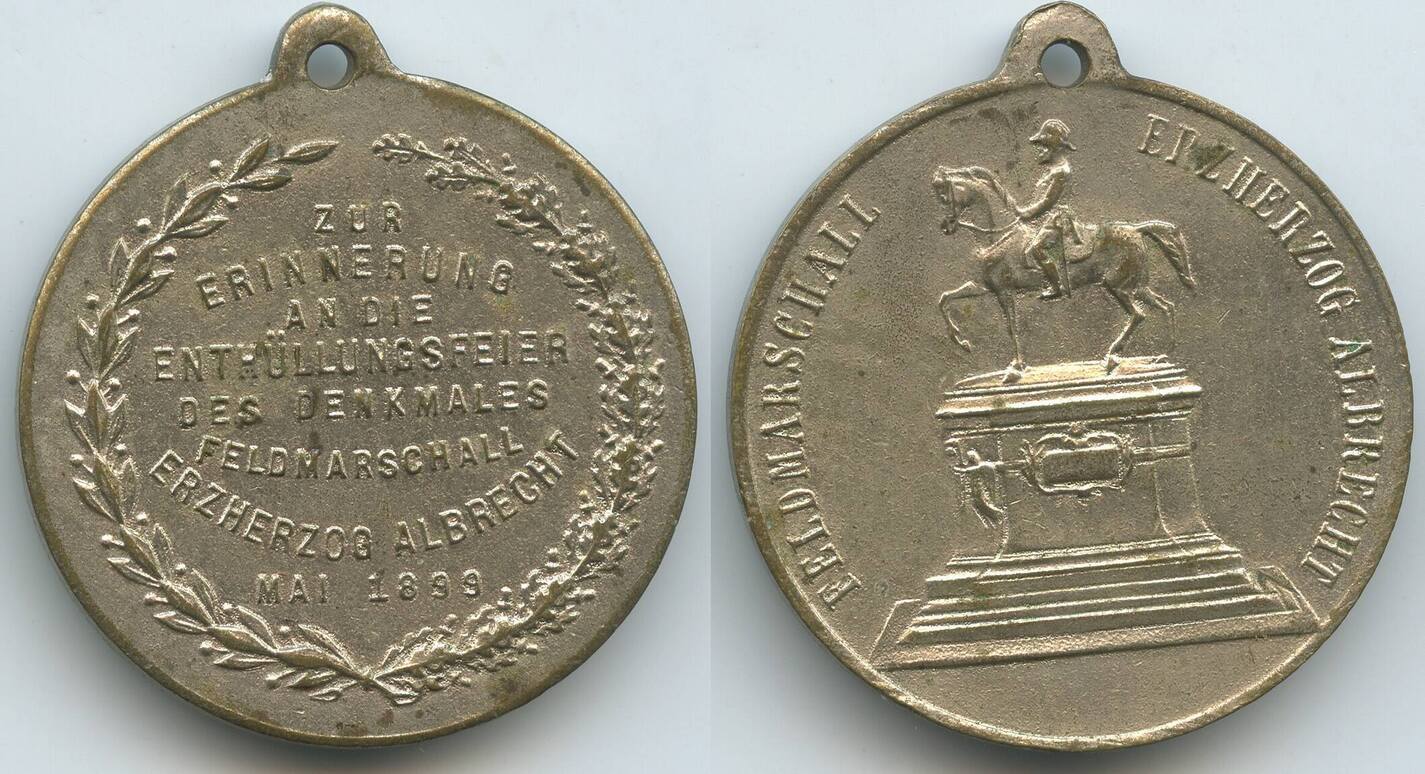 ZUR
ERINNERUNG
AN DIE
ENTHÜLLUNGSFEIER
DES DENKMALES
FELDMARSCHALL
ERZHERZOG ALBRECHT
MAI 1899
FELDMARSCHALL ERZHERZOG ALBRECHT